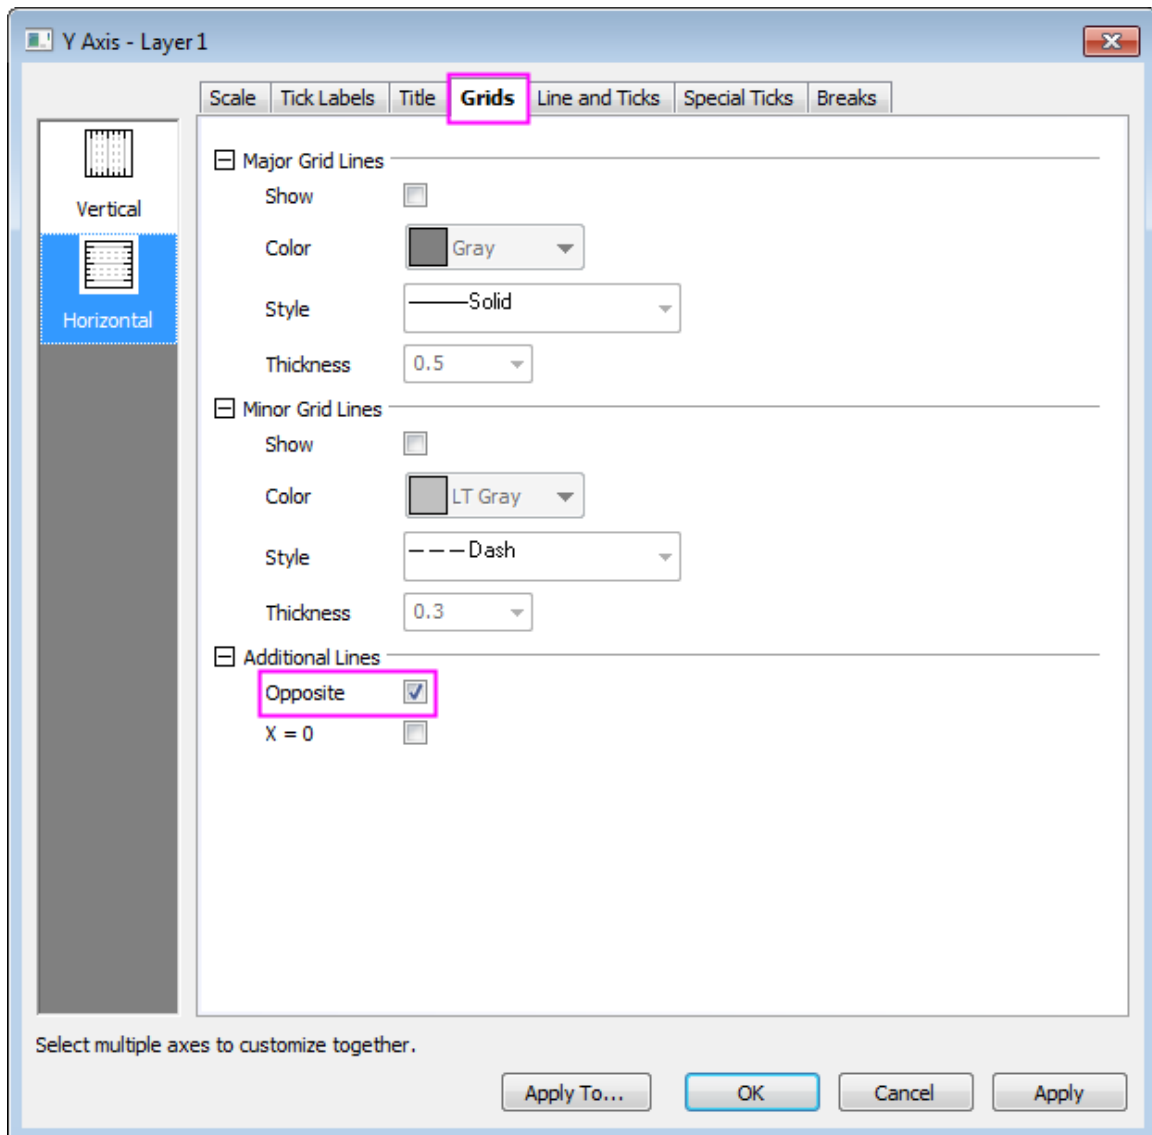 Y Axis - Layer 1
Scale Tick Labels Title Grids Line and Ticks Special Ticks Breaks
Vertical
Horizontal
Major Grid Lines
Show
Color Gray
Style Solid
Thickness 0.5
Minor Grid Lines
Show
Color LT Gray
Style Dash
Thickness 0.3
Additional Lines
Opposite
X = 0
Select multiple axes to customize together.
Apply To... OK Cancel Apply